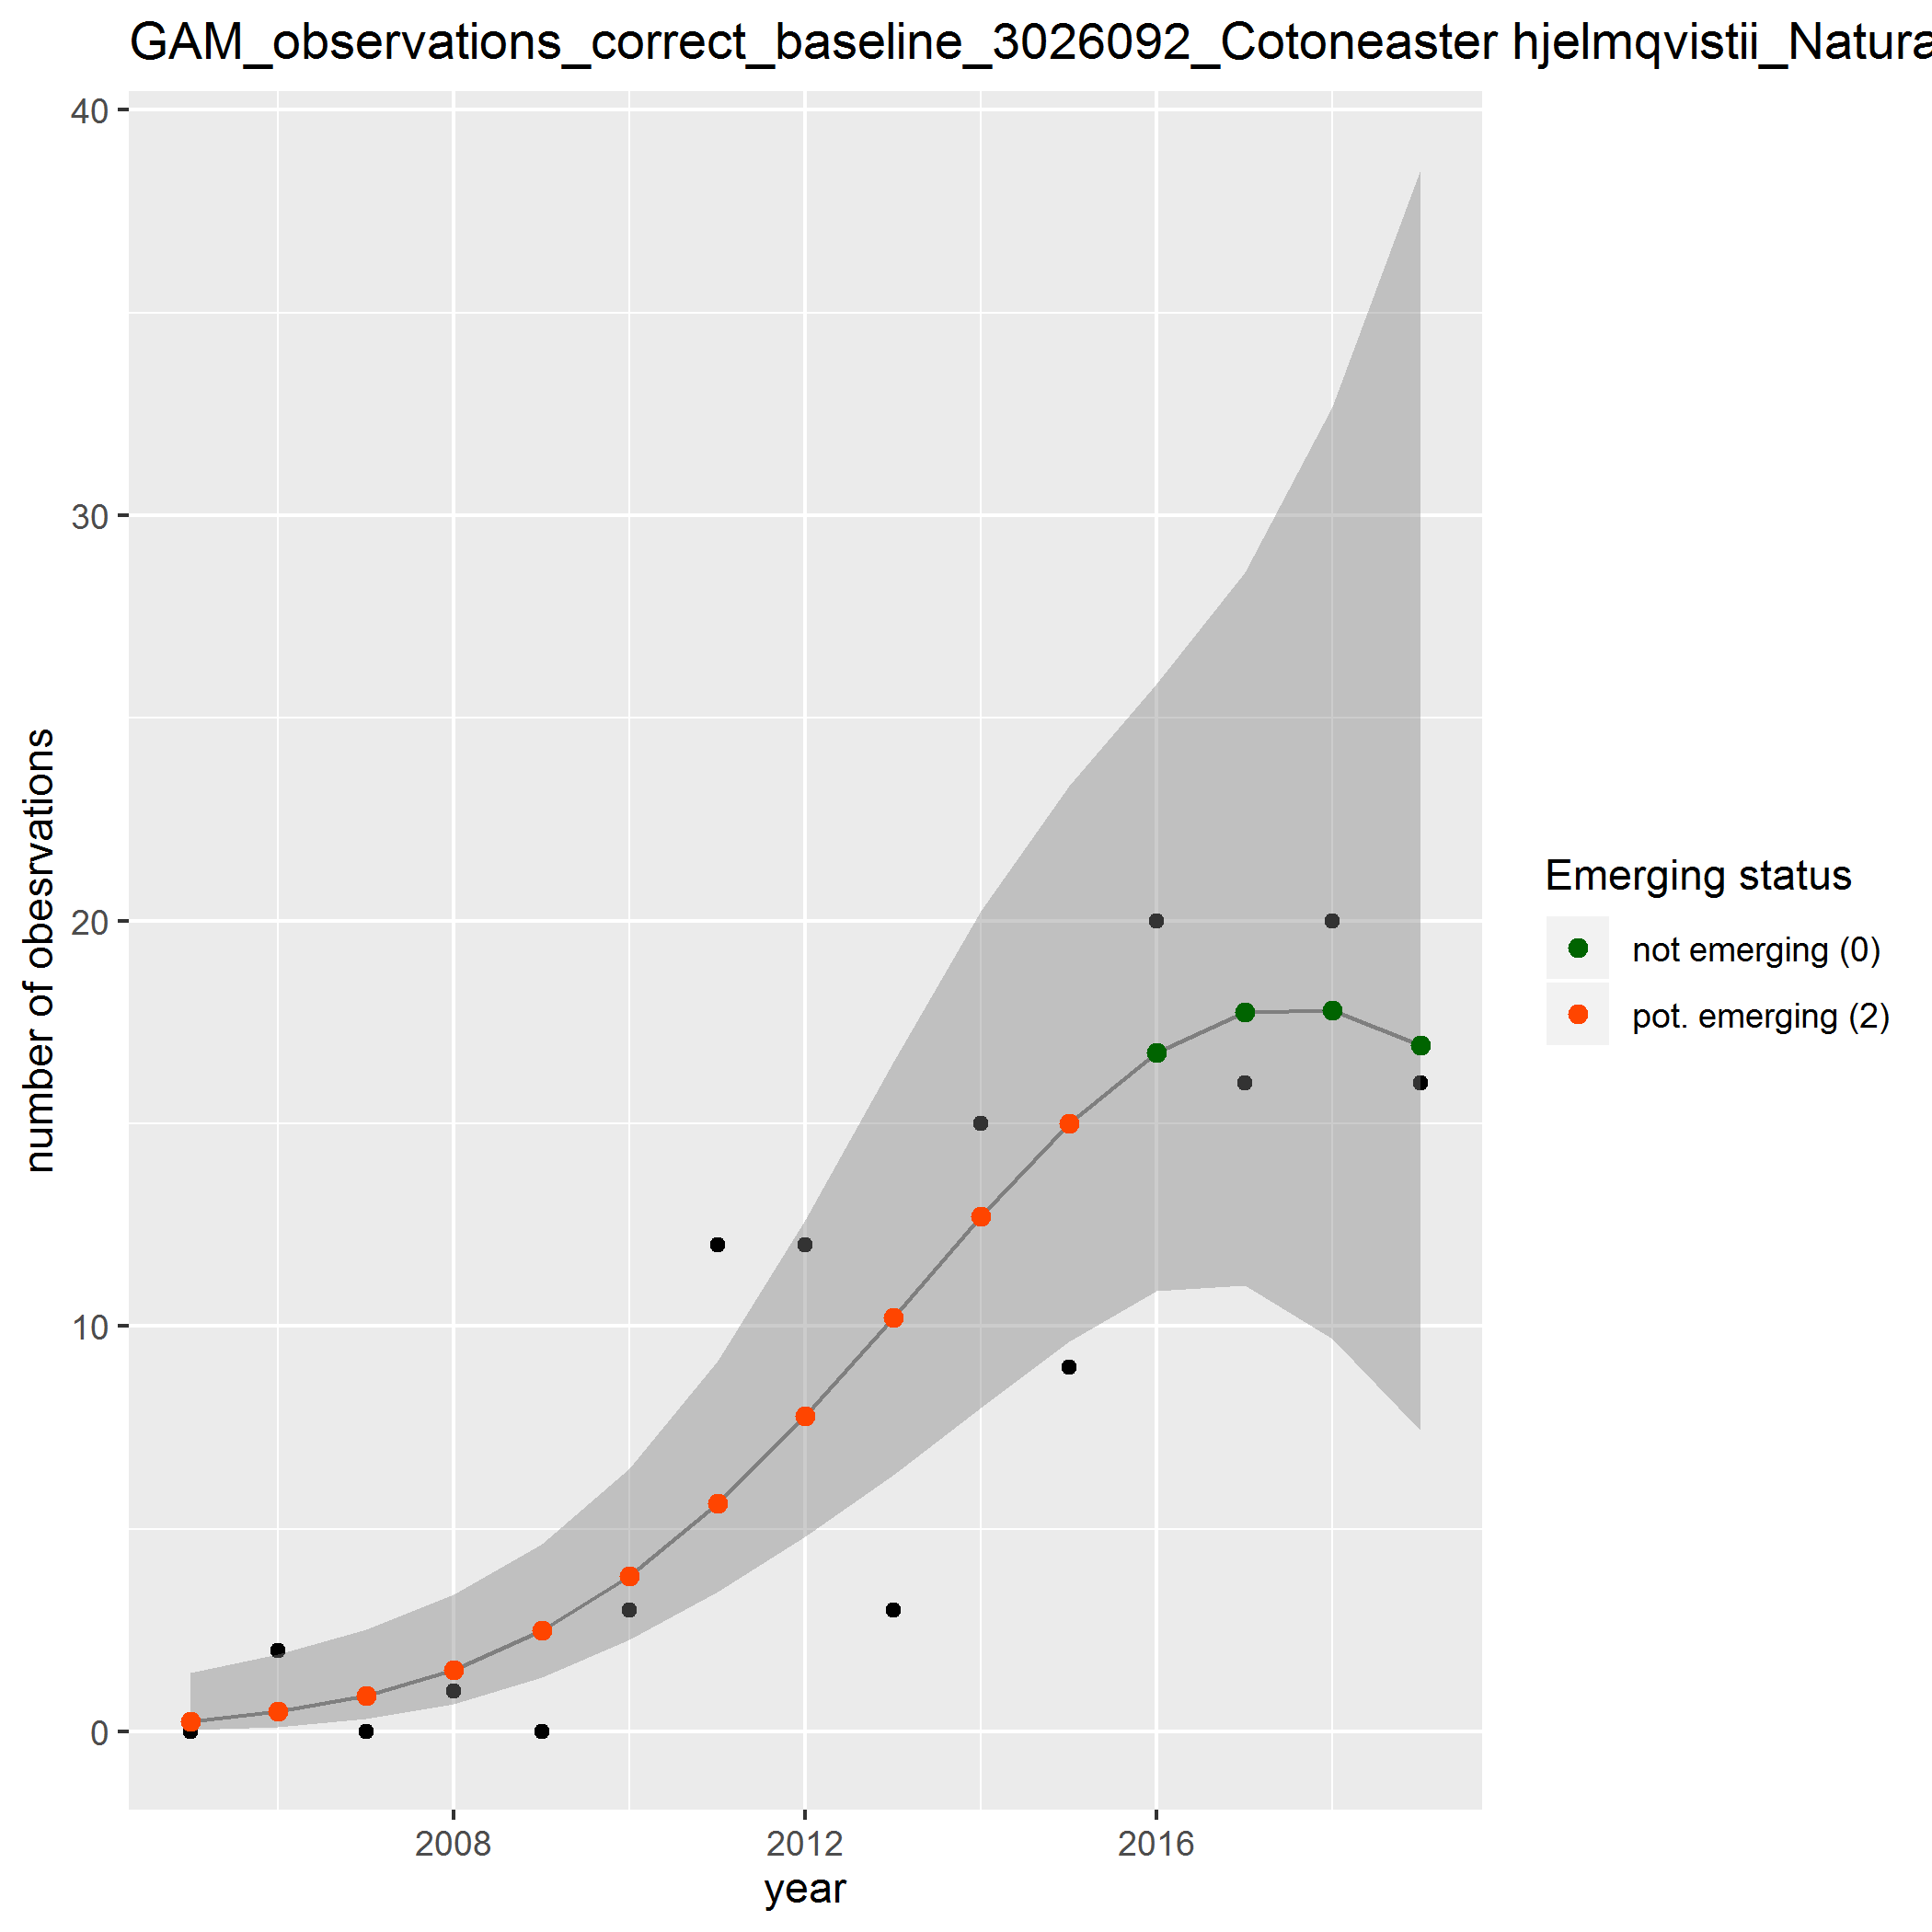 GAM_observations_correct_baseline_3026092_Cotoneaster hjelmqvistii_Natura
40
30
20
10
0
number of obesrvations
2008
2012
2016
year
Emerging status
not emerging (0)
pot. emerging (2)